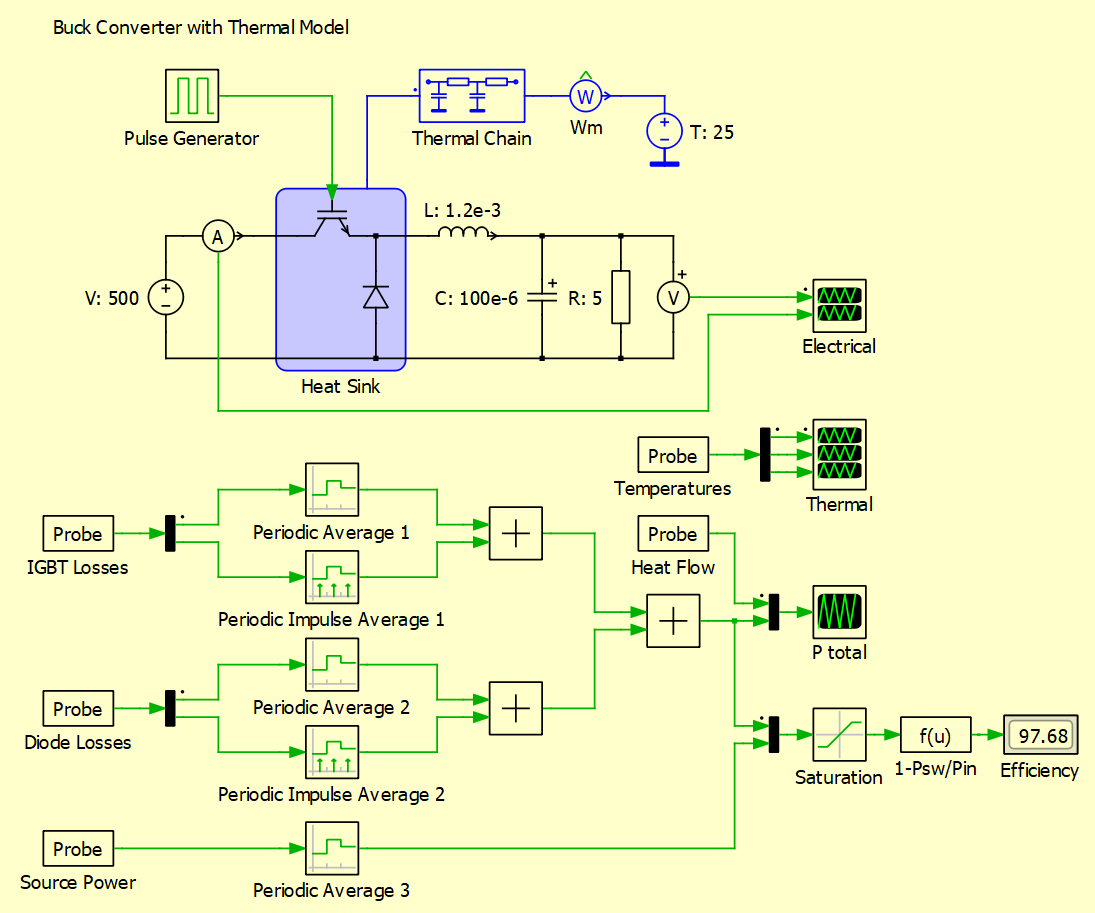 Buck Converter with Thermal Model
Pulse Generator
Thermal Chain
W
Wm
T: 25
A
L: 1.2e-3
V: 500
C: 100e-6
R: 5
V
Electrical
Heat Sink
Probe
Temperatures
Thermal
Probe
IGBT Losses
Periodic Average 1
Periodic Impulse Average 1
Probe
Heat Flow
P total
Probe
Diode Losses
Periodic Average 2
Periodic Impulse Average 2
Saturation
f(u)
1-Psw/Pin
97.68
Efficiency
Probe
Source Power
Periodic Average 3